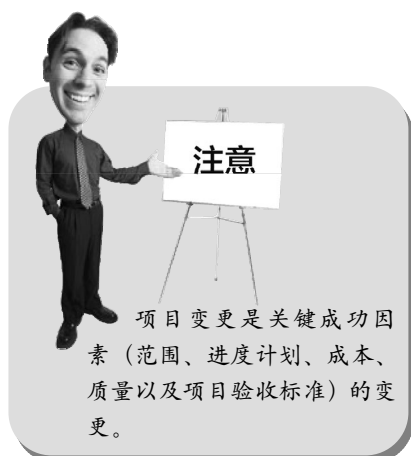 注意
项目变更是关键成功因
素（范围、进度计划、成本、
质量以及项目验收标准）的变
更。